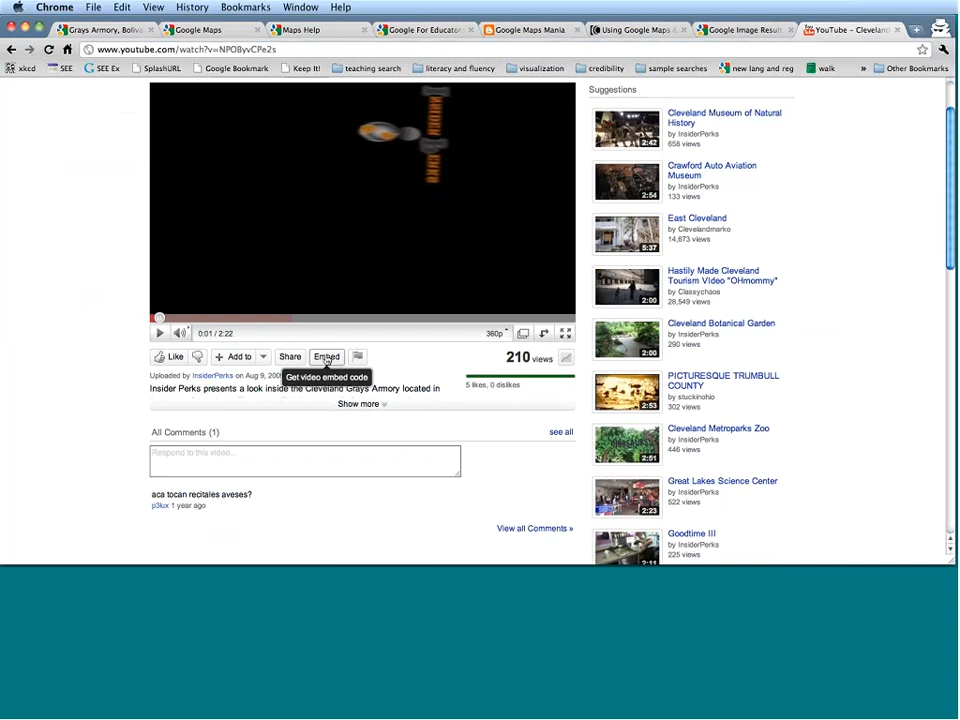 Chrome File Edit View History Bookmarks Window Help
Grays Armory, Boliva Google Maps Maps Help Google For Educator Google Maps Mania Using Google Maps Google Image Result YouTube - Cleveland
www.youtube.com/watch?v=NPOByvCPe2s
xkcd SEE SEE Ex SplashURL Google Bookmark Keep It! teaching search literacy and fluency visualization credibility sample searches new lang and reg walk » Other Bookmarks
Suggestions
Cleveland Museum of Natural
History
by InsiderPerks
658 views
2:42
Crawford Auto Aviation
Museum
by InsiderPerks
133 views
2:54
East Cleveland
by Clevelandmarko
14,673 views
5:37
Hastily Made Cleveland
Tourism VIdeo "OHmommy"
by Classychaos
28,549 views
2:00
Cleveland Botanical Garden
by InsiderPerks
290 views
2:00
PICTURESQUE TRUMBULL
COUNTY
by stuckinohio
302 views
2:53
Cleveland Metroparks Zoo
by InsiderPerks
446 views
2:51
Great Lakes Science Center
by InsiderPerks
522 views
2:23
Goodtime III
by InsiderPerks
225 views
2:11
0:01 / 2:22 360p
Like Add to Share Embed 210 views
Get video embed code
Uploaded by InsiderPerks on Aug 9, 200
5 likes, 0 dislikes
Insider Perks presents a look inside the Cleveland Grays Armory located in
Show more
All Comments (1) see all
Respond to this video...
aca tocan recitales aveses?
p3lux 1 year ago
View all Comments »